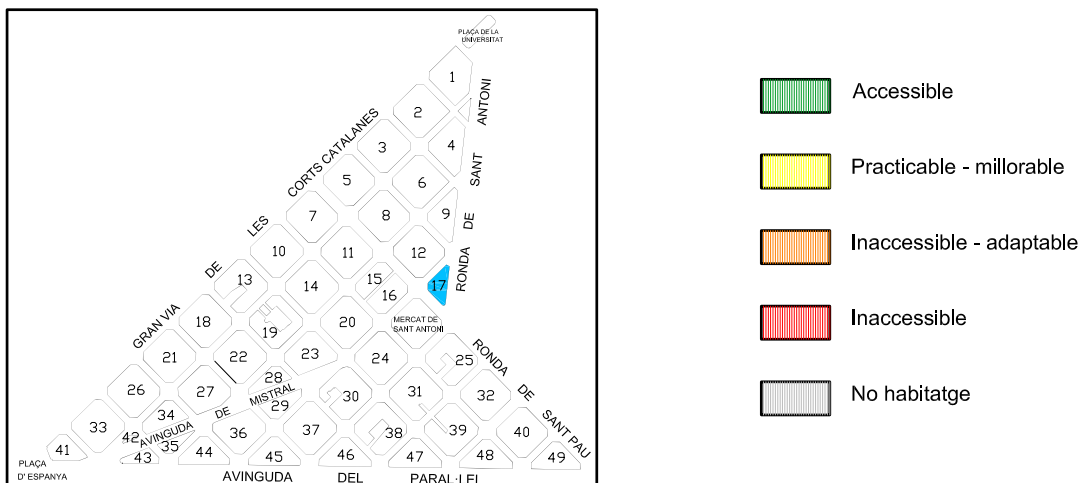 PLAÇA DE LA
UNIVERSITAT
1
2
ANTONI
3
4
CORTS CATALANES
5
6
SANT
7
8
9
LES
DE
10
11
12
RONDA
DE
13
14
15
16
17
GRAN VIA
18
19
20
MERCAT DE
SANT ANTONI
21
22
23
24
25
RONDA
26
27
28
MISTRAL
29
30
31
32
DE
33
34
DE
SANT PAU
AVINGUDA
35
36
37
38
39
40
41
42
43
44
45
46
47
48
49
PLAÇA
D' ESPANYA
AVINGUDA DEL PARAL·LEL
Accessible
Practicable - millorable
Inaccessible - adaptable
Inaccessible
No habitatge